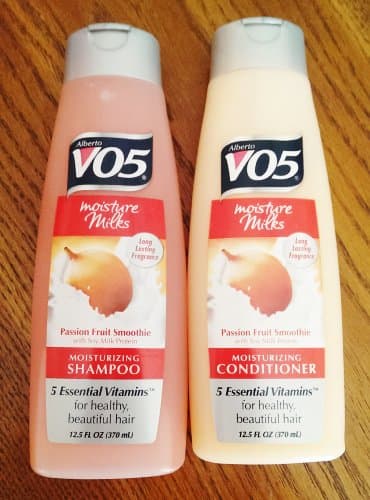 Alberto
VO5
moisture
Milks
Long
Lasting
Fragrance
Passion Fruit Smoothie
with Soy Milk Protein
MOISTURIZING
SHAMPOO
5 Essential Vitamins™
for healthy,
beautiful hair
12.5 FL OZ (370 mL)
Alberto
VO5
moisture
Milks
Long
Lasting
Fragrance
Passion Fruit Smoothie
with Soy Milk Protein
MOISTURIZING
CONDITIONER
5 Essential Vitamins™
for healthy,
beautiful hair
12.5 FL OZ (370 mL)